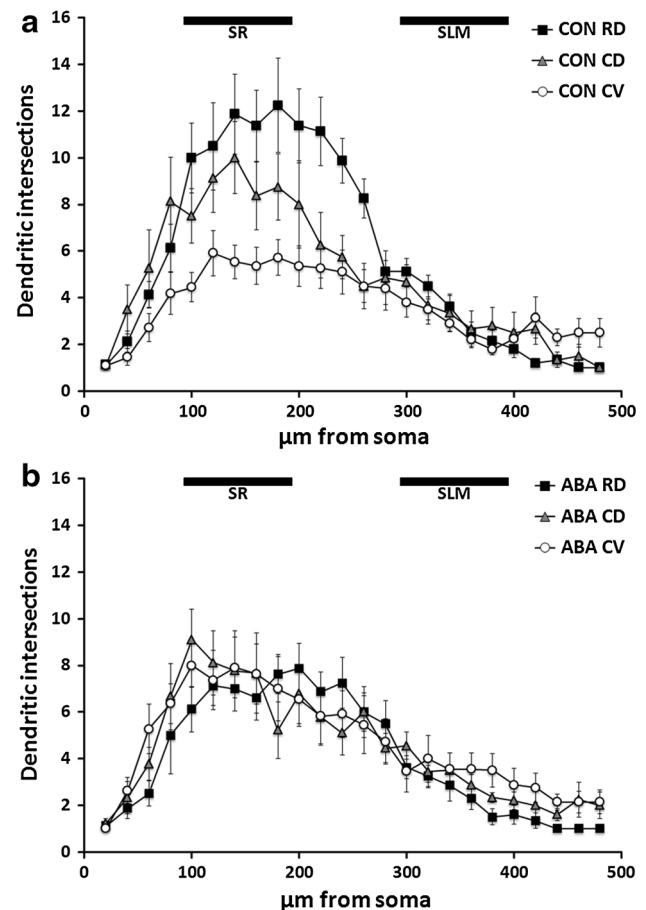 a
16
14
12
10
8
6
4
2
0
Dendritic intersections
SR
SLM
CON RD
CON CD
CON CV
0 100 200 300 400 500
µm from soma
b
16
14
12
10
8
6
4
2
0
Dendritic intersections
SR
SLM
ABA RD
ABA CD
ABA CV
0 100 200 300 400 500
µm from soma